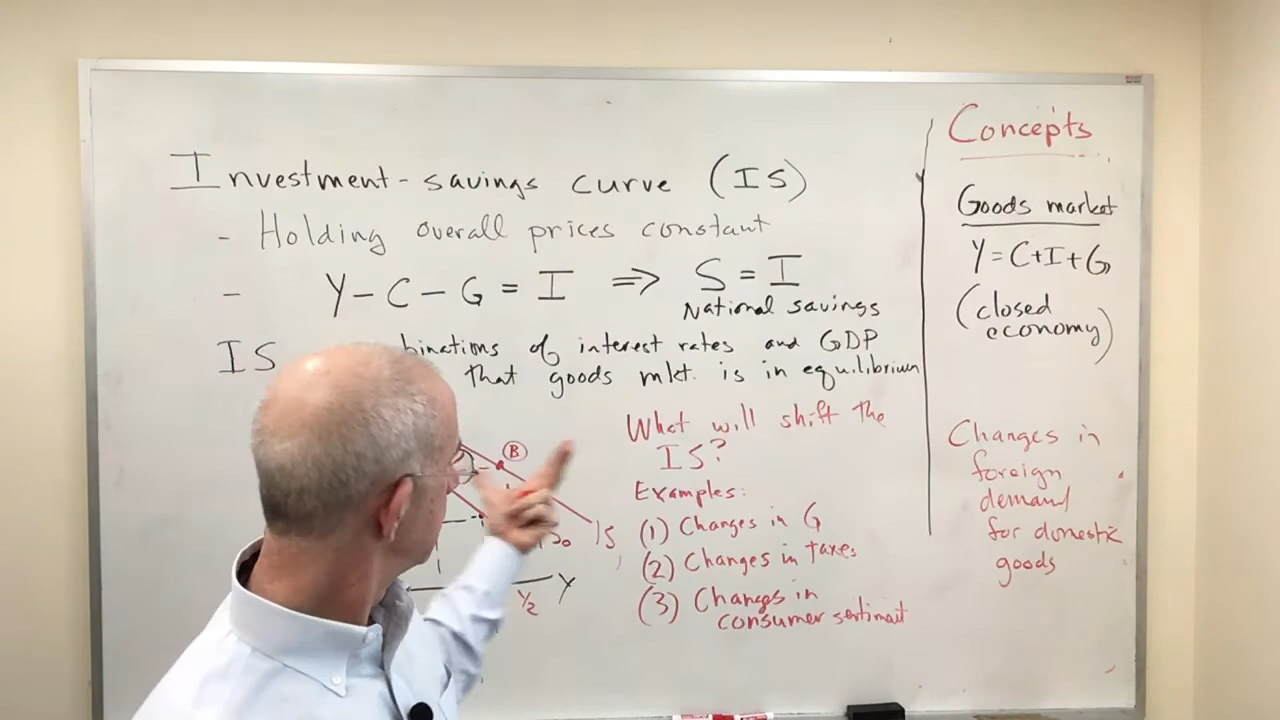 Investment-savings curve (IS)
- Holding overall prices constant
- Y-C-G = I ⇒ S = I
National savings
IS binations of interest rates and GDP
that goods mkt. is in equilibrium
What will shift the
IS?
Examples:
(1) Changes in G
(2) Changes in taxes
(3) Changes in
consumer sentiment
B
IS
Y
Concepts
Goods market
Y=C+I+G
(closed
economy)
Changes in
foreign
demand
for domestic
goods